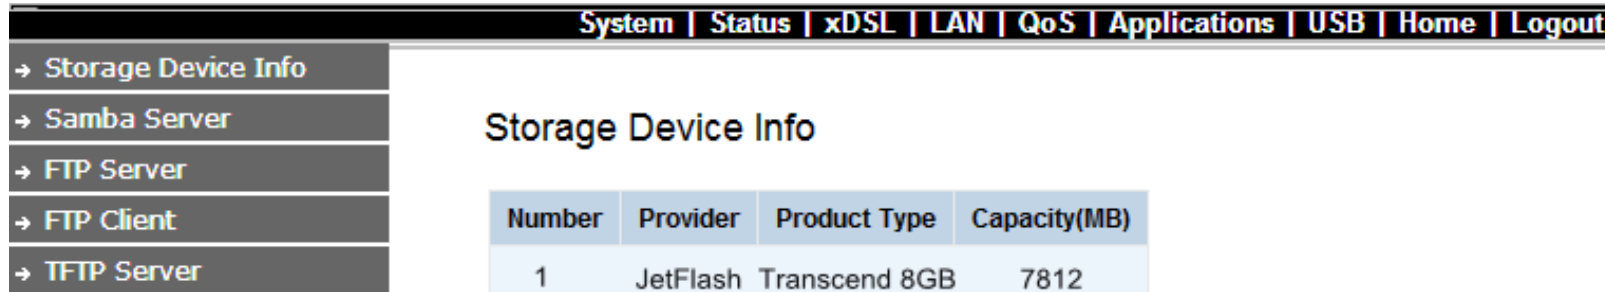 System | Status | xDSL | LAN | QoS | Applications | USB | Home | Logout
Storage Device Info
Samba Server
FTP Server
FTP Client
TFTP Server
Storage Device Info
Number Provider Product Type Capacity(MB)
1 JetFlash Transcend 8GB 7812